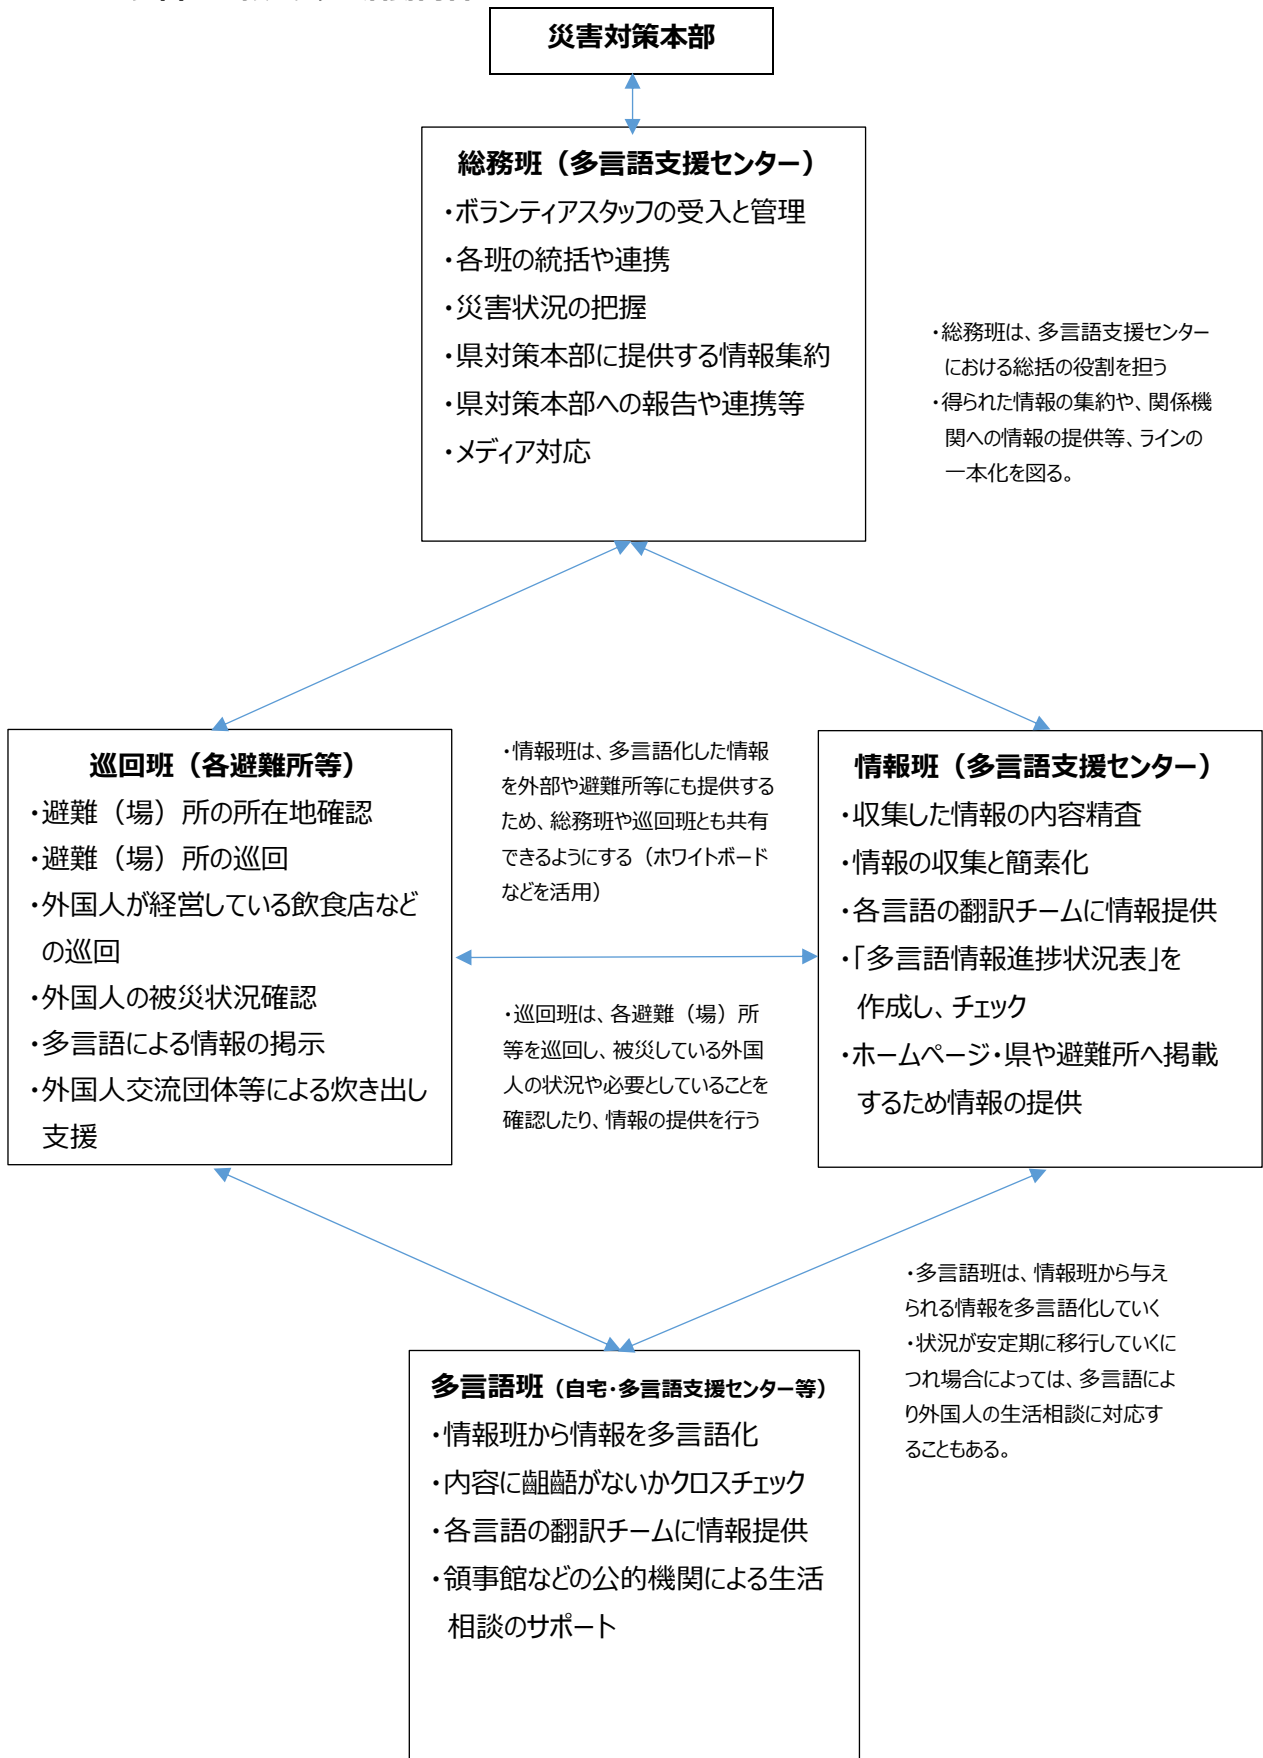 災害対策本部
総務班（多言語支援センター）
・ボランティアスタッフの受入と管理
・各班の統括や連携
・災害状況の把握
・県対策本部に提供する情報集約
・県対策本部への報告や連携等
・メディア対応
・総務班は、多言語支援センター
における総括の役割を担う
・得られた情報の集約や、関係機
関への情報の提供等、ラインの
一本化を図る。
巡回班（各避難所等）
・避難（場）所の所在地確認
・避難（場）所の巡回
・外国人が経営している飲食店など
の巡回
・外国人の被災状況確認
・多言語による情報の掲示
・外国人交流団体等による炊き出し
支援
・情報班は、多言語化した情報
を外部や避難所等にも提供する
ため、総務班や巡回班とも共有
できるようにする（ホワイトボード
などを活用）
・巡回班は、各避難（場）所
等を巡回し、被災している外国
人の状況や必要としていることを
確認したり、情報の提供を行う
情報班（多言語支援センター）
・収集した情報の内容精査
・情報の収集と簡素化
・各言語の翻訳チームに情報提供
・「多言語情報進捗状況表」を
作成し、チェック
・ホームページ・県や避難所へ掲載
するため情報の提供
・多言語班は、情報班から与え
られる情報を多言語化していく
・状況が安定期に移行していくに
つれ場合によっては、多言語によ
り外国人の生活相談に対応す
ることもある。
多言語班（自宅・多言語支援センター等）
・情報班から情報を多言語化
・内容に齟齬がないかクロスチェック
・各言語の翻訳チームに情報提供
・領事館などの公的機関による生活
相談のサポート